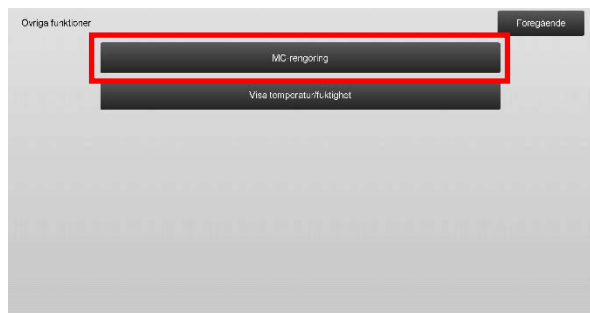 Övriga funktioner
Föregående
MC-rengöring
Visa temperatur/fuktighet